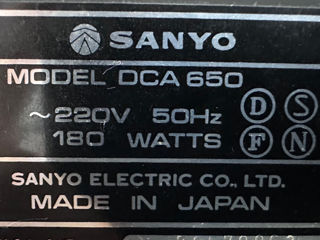 SANYO
MODEL DCA 650
~220V 50Hz D S
180 WATTS F N
SANYO ELECTRIC CO., LTD.
MADE IN JAPAN